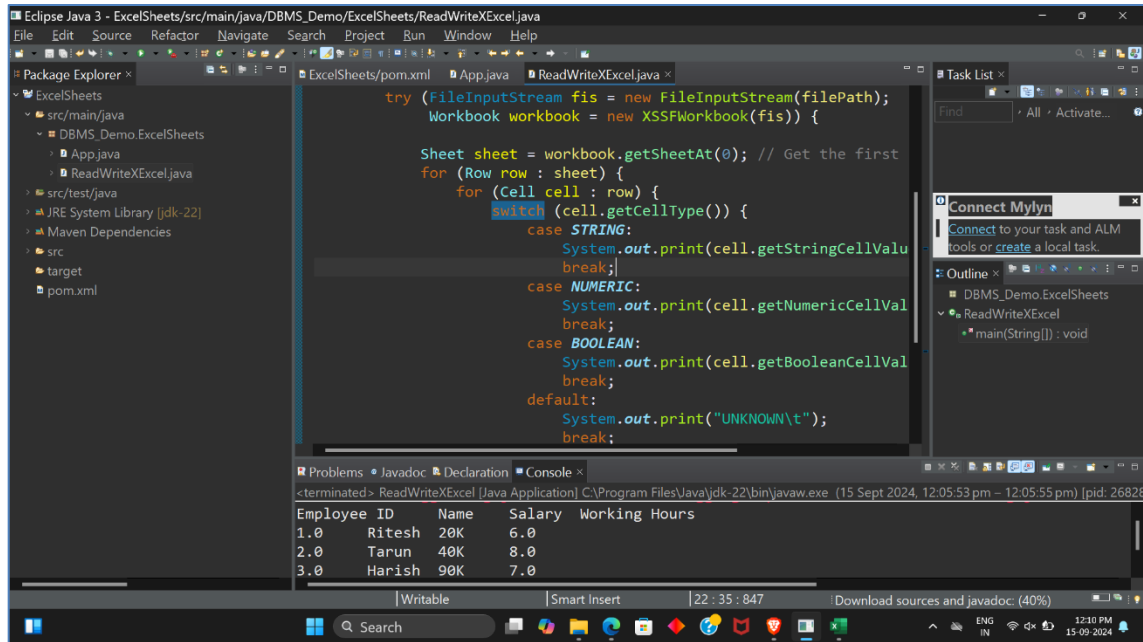 Eclipse Java 3 - ExcelSheets/src/main/java/DBMS_Demo/ExcelSheets/ReadWriteXExcel.java
File Edit Source Refactor Navigate Search Project Run Window Help
Package Explorer
ExcelSheets
src/main/java
DBMS_Demo.ExcelSheets
App.java
ReadWriteXExcel.java
src/test/java
JRE System Library [jdk-22]
Maven Dependencies
src
target
pom.xml
ExcelSheets/pom.xml App.java ReadWriteXExcel.java
try (FileInputStream fis = new FileInputStream(filePath);
Workbook workbook = new XSSFWorkbook(fis)) {
Sheet sheet = workbook.getSheetAt(0); // Get the first
for (Row row : sheet) {
for (Cell cell : row) {
switch (cell.getCellType()) {
case STRING:
System.out.print(cell.getStringCellValu
break;
case NUMERIC:
System.out.print(cell.getNumericCellVal
break;
case BOOLEAN:
System.out.print(cell.getBooleanCellVal
break;
default:
System.out.print("UNKNOWN\t");
break;
Task List
Find All Activate...
Connect Mylyn
Connect to your task and ALM
tools or create a local task.
Outline
DBMS_Demo.ExcelSheets
ReadWriteXExcel
main(String[]) : void
Problems Javadoc Declaration Console
<terminated> ReadWriteXExcel [Java Application] C:\Program Files\Java\jdk-22\bin\javaw.exe (15 Sept 2024, 12:05:53 pm – 12:05:55 pm) [pid: 26828
Employee ID Name Salary Working Hours
1.0 Ritesh 20K 6.0
2.0 Tarun 40K 8.0
3.0 Harish 90K 7.0
Writable Smart Insert 22 : 35 : 847 Download sources and javadoc: (40%)
Search
ENG
IN
12:10 PM
15-09-2024